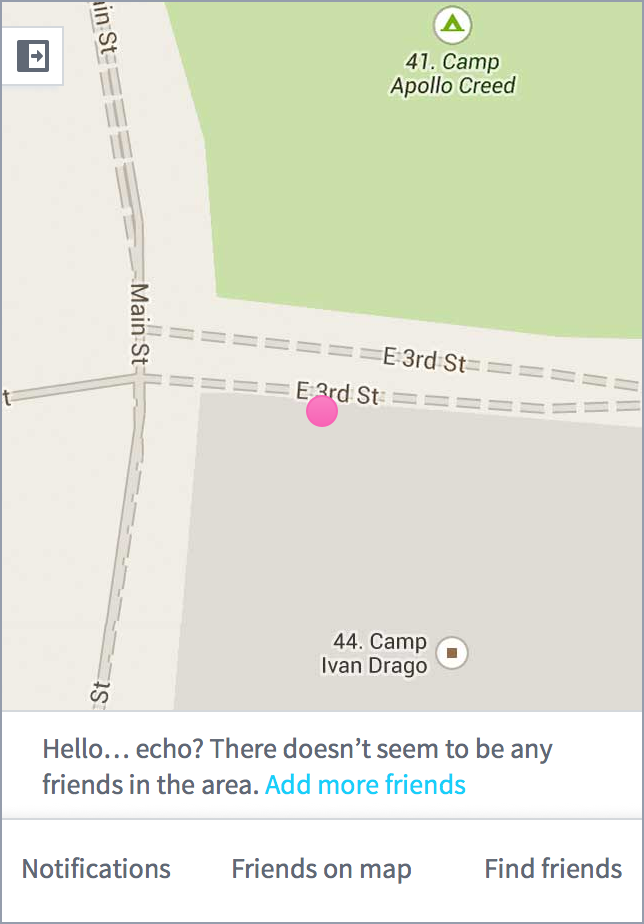 ain St
41. Camp
Apollo Creed
Main St
E 3rd St
E 3rd St
t
44. Camp
Ivan Drago
St
Hello… echo? There doesn’t seem to be any
friends in the area. Add more friends
Notifications Friends on map Find friends